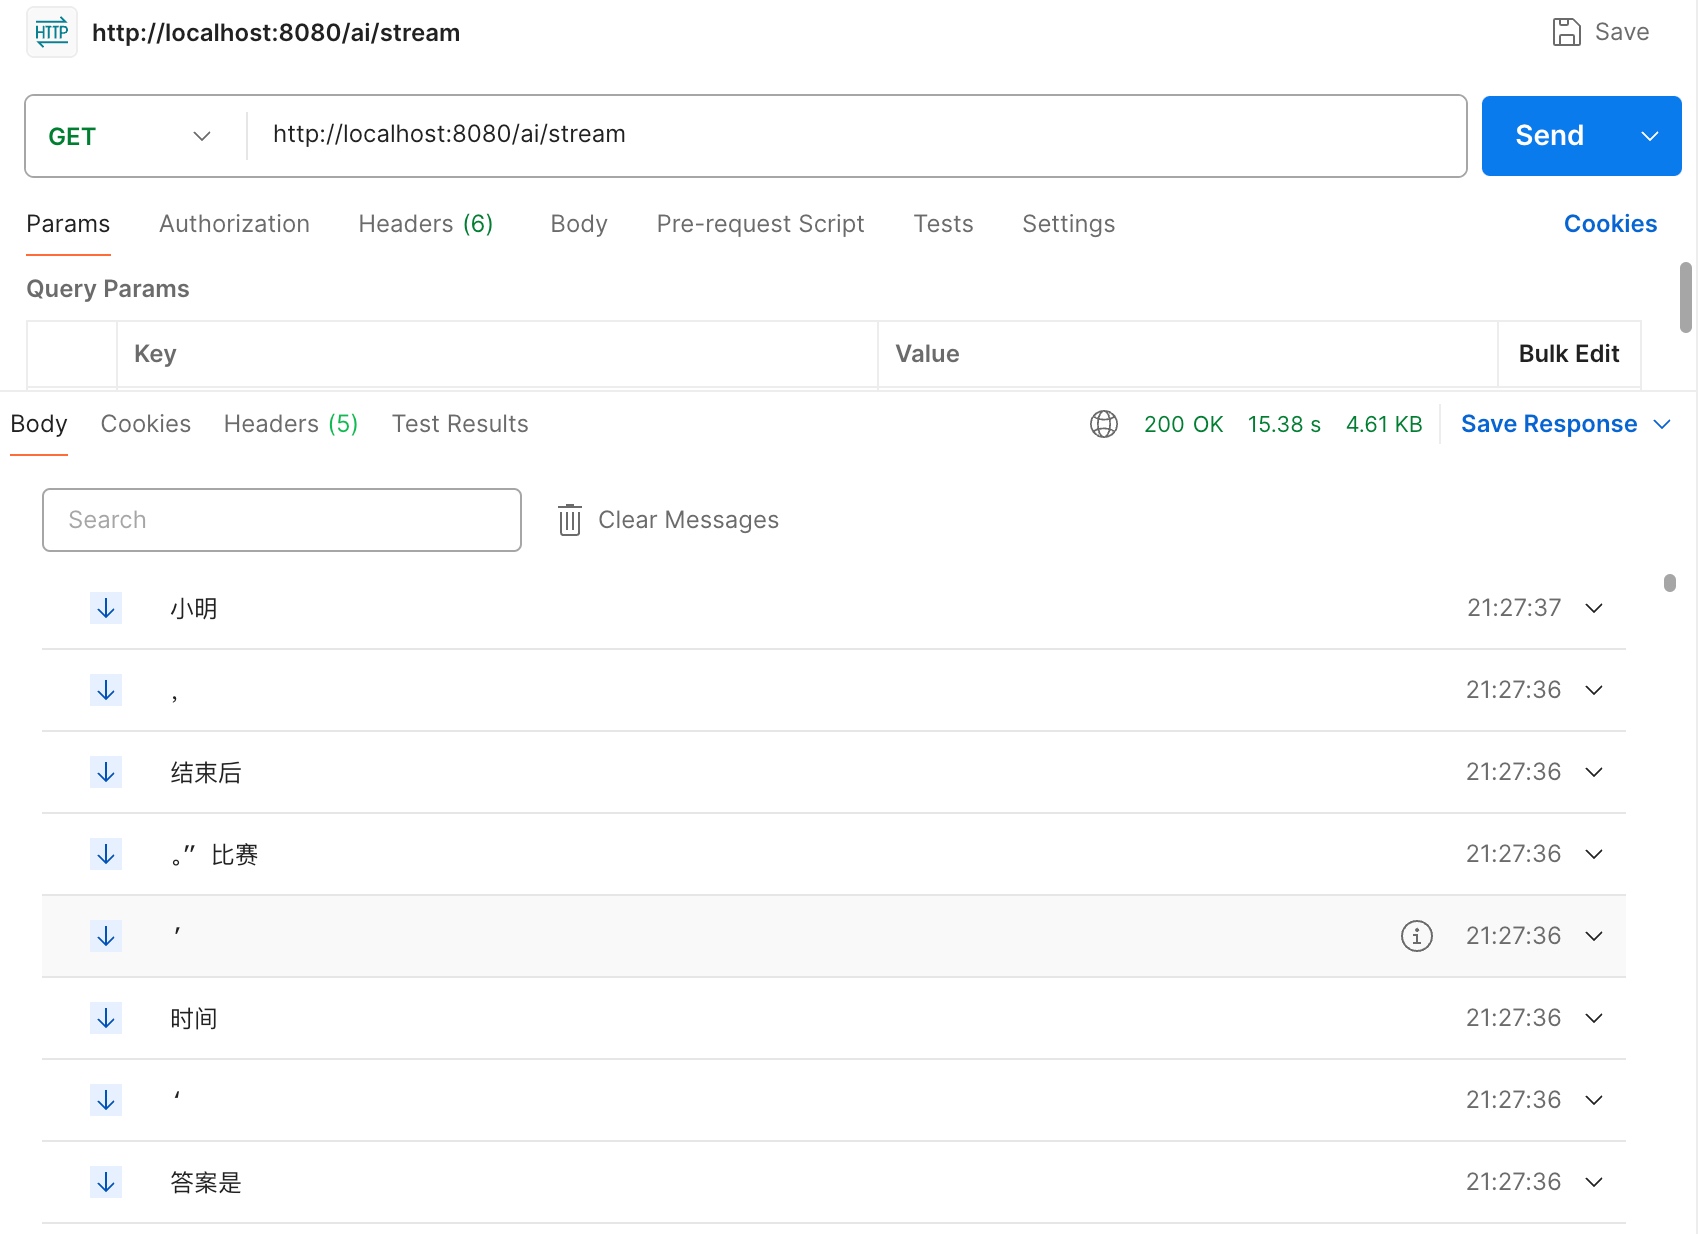 HTTP http://localhost:8080/ai/stream Save
GET http://localhost:8080/ai/stream Send
Params Authorization Headers (6) Body Pre-request Script Tests Settings Cookies
Query Params
Key Value Bulk Edit
Body Cookies Headers (5) Test Results 200 OK 15.38 s 4.61 KB Save Response
Search Clear Messages
小明 21:27:37
， 21:27:36
结束后 21:27:36
。” 比赛 21:27:36
’ 21:27:36
时间 21:27:36
‘ 21:27:36
答案是 21:27:36